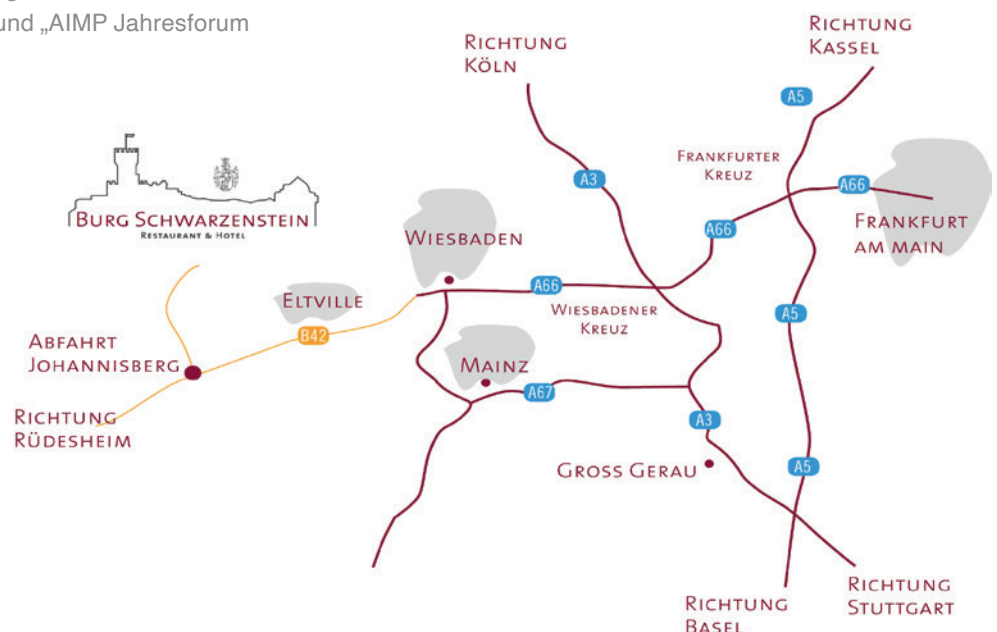 und „AIMP Jahresforum
RICHTUNG
KÖLN
RICHTUNG
KASSEL
A5
A3
FRANKFURTER
KREUZ
A66
BURG SCHWARZENSTEIN
RESTAURANT & HOTEL
WIESBADEN
A66
FRANKFURT
AM MAIN
ELTVILLE
A66
WIESBADENER
KREUZ
A5
B42
ABFAHRT
JOHANNISBERG
MAINZ
A67
RICHTUNG
RÜDESHEIM
A3
GROSS GERAU
A5
RICHTUNG
STUTTGART
RICHTUNG
BASEL